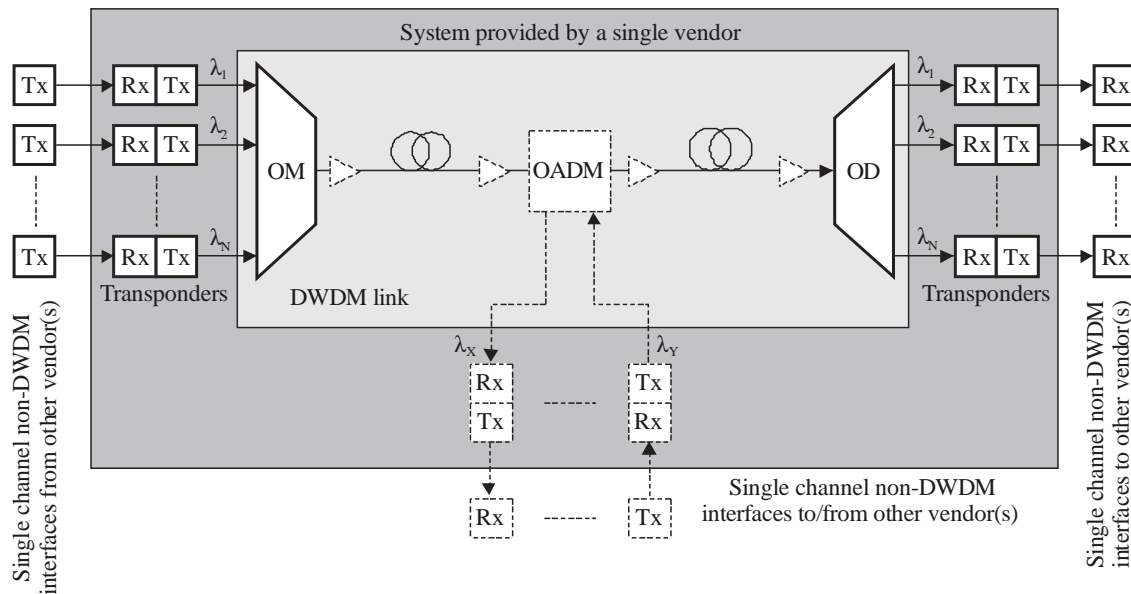 System provided by a single vendor
Tx
Rx Tx
λ1
λ1
Rx Tx
Rx
Tx
Rx Tx
λ2
λ2
Rx Tx
Rx
OM
OADM
OD
Tx
Rx Tx
λN
λN
Rx Tx
Rx
Transponders
DWDM link
Transponders
λX
λY
Rx
Tx
Tx
Rx
Rx
Tx
Single channel non-DWDM
interfaces to/from other vendor(s)
Single channel non-DWDM
interfaces from other vendor(s)
Single channel non-DWDM
interfaces to other vendor(s)